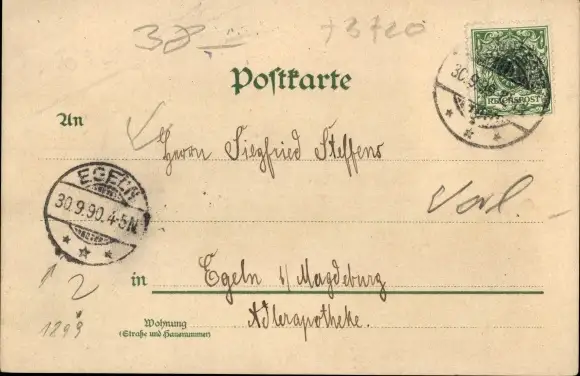 38
+3720
30.9.9
REICHSPOST
Postkarte
An
Herrn Siegfried Steffens
EGELN
30.9.90.4-5N
Vorl.
in Egeln b/ Magdeburg
2
Adlerapotheke.
Wohnung
(Straße und Hausnummer)